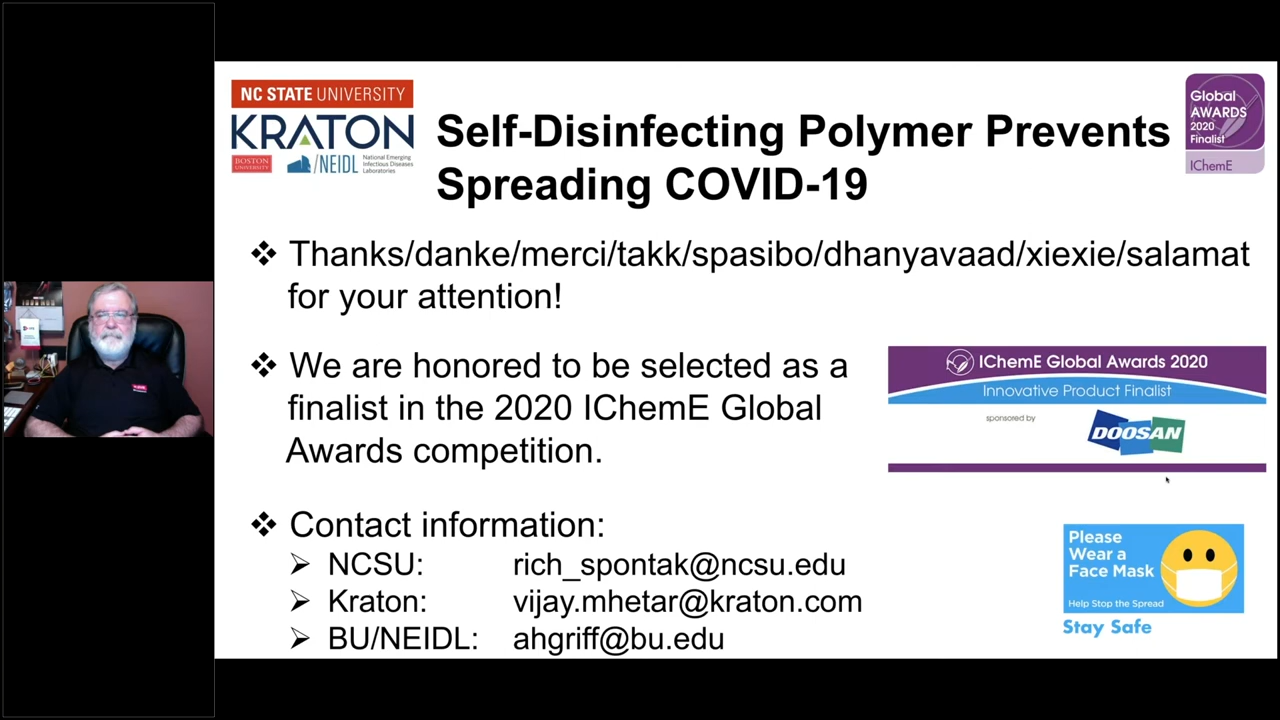 NC STATE UNIVERSITY
KRATON
BOSTON
UNIVERSITY
/NEIDL
National Emerging
Infectious Diseases
Laboratories
Self-Disinfecting Polymer Prevents
Spreading COVID-19
Global
AWARDS
2020
Finalist
IChemE
❖ Thanks/danke/merci/takk/spasibo/dhanyavaad/xiexie/salamat
for your attention!
❖ We are honored to be selected as a
finalist in the 2020 IChemE Global
Awards competition.
IChemE Global Awards 2020
Innovative Product Finalist
sponsored by
DOOSAN
❖ Contact information:
➢ NCSU: rich_spontak@ncsu.edu
➢ Kraton: vijay.mhetar@kraton.com
➢ BU/NEIDL: ahgriff@bu.edu
Please
Wear a
Face Mask
Help Stop the Spread
Stay Safe